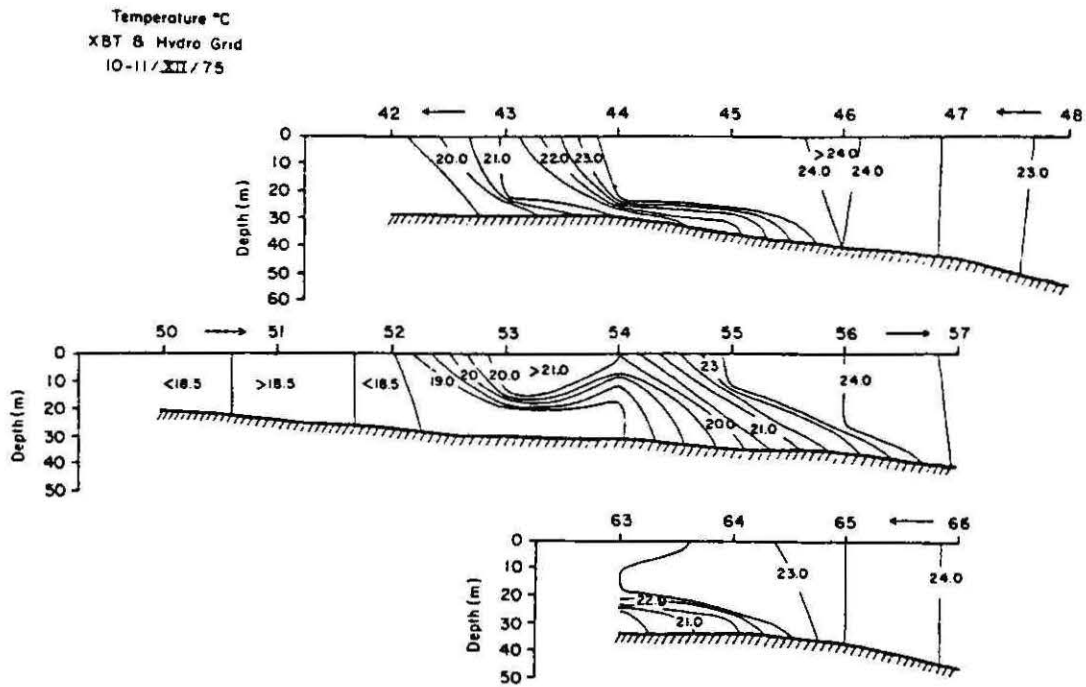 Temperature °C
XBT & Hydro Grid
10-11/XII/75
42 ← 43 44 45 46 47 ← 48
0
10
20
30
40
50
60
Depth (m)
20.0 21.0 22.0 23.0 >24.0
24.0 24.0 23.0
50 → 51 52 53 54 55 56 → 57
0
10
20
30
40
50
Depth (m)
<18.5 >18.5 <18.5 19.0 20 20.0 >21.0 23 24.0
20.0 21.0
63 64 65 ← 66
0
10
20
30
40
50
Depth (m)
23.0 24.0
22.0
21.0